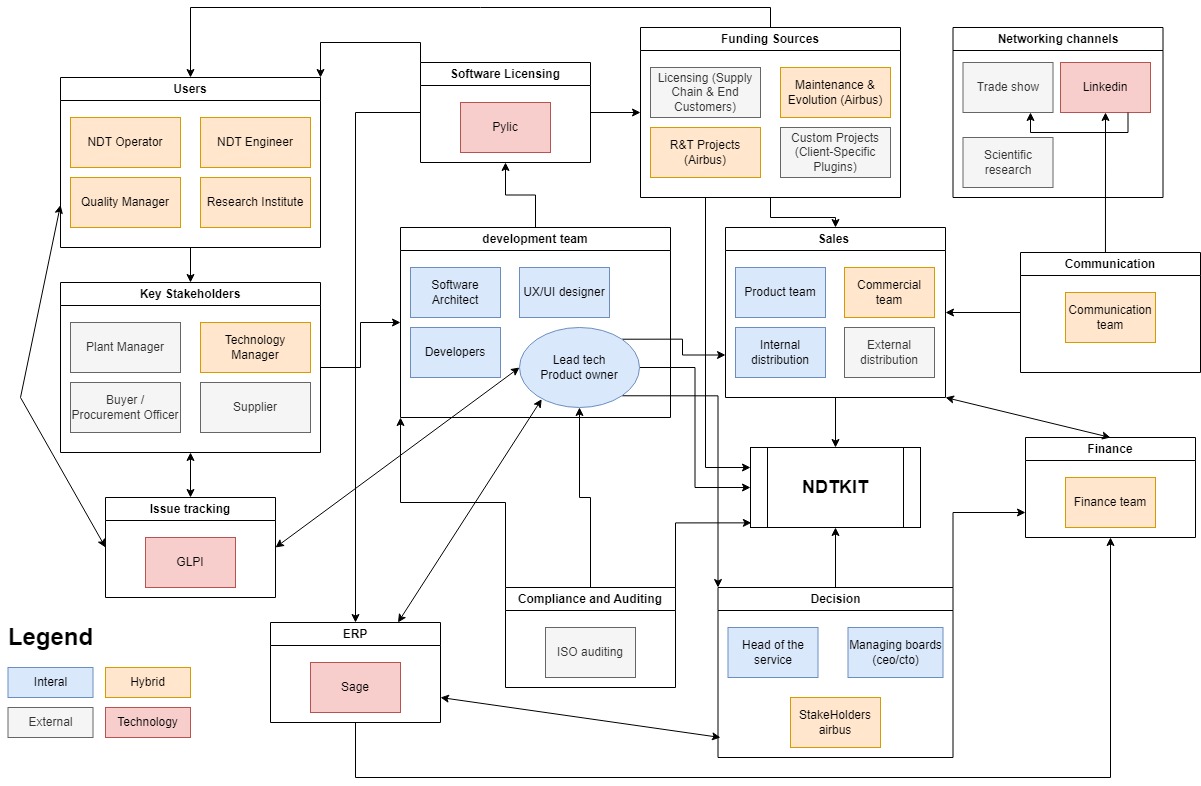 Funding Sources
Licensing (Supply
Chain & End
Customers)
Maintenance &
Evolution (Airbus)
R&T Projects
(Airbus)
Custom Projects
(Client-Specific
Plugins)
Networking channels
Trade show
Linkedin
Scientific
research
Software Licensing
Pylic
Users
NDT Operator
NDT Engineer
Quality Manager
Research Institute
development team
Software
Architect
UX/UI designer
Developers
Lead tech
Product owner
Sales
Product team
Commercial
team
Internal
distribution
External
distribution
Communication
Communication
team
Key Stakeholders
Plant Manager
Technology
Manager
Buyer /
Procurement Officer
Supplier
NDTKIT
Finance
Finance team
Issue tracking
GLPI
Compliance and Auditing
ISO auditing
Decision
Head of the
service
Managing boards
(ceo/cto)
StakeHolders
airbus
ERP
Sage
Legend
Interal
Hybrid
External
Technology